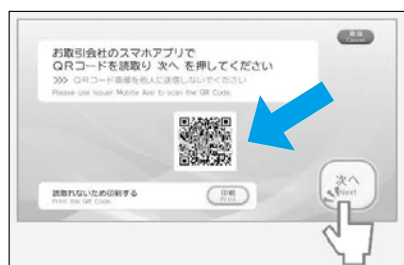 取消
Cancel
お取引会社のスマホアプリで
QRコードを読取り 次へ を押してください
>>> QRコード画像を他人に送信しないでください
Please use Issuer Mobile App to scan the QR Code.
読取れないため印刷する
Print the QR Code.
印刷
Print
次へ
Next